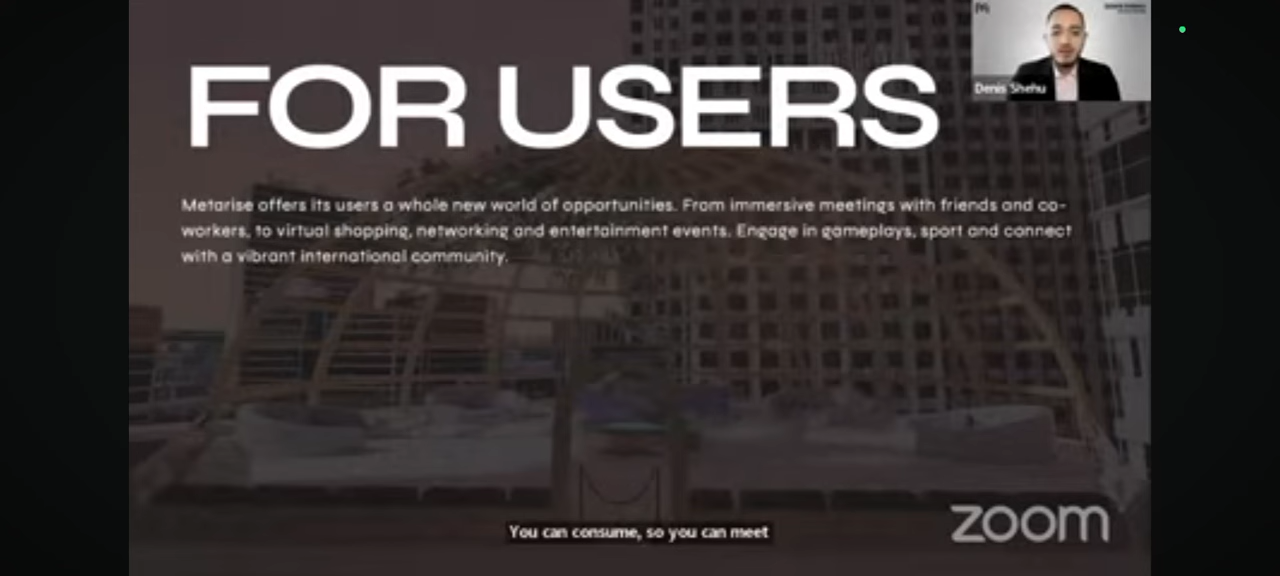 FOR USERS
Denis Shehu
Metarise offers its users a whole new world of opportunities. From immersive meetings with friends and co-
workers, to virtual shopping, networking and entertainment events. Engage in gameplays, sport and connect
with a vibrant international community.
You can consume, so you can meet
zoom